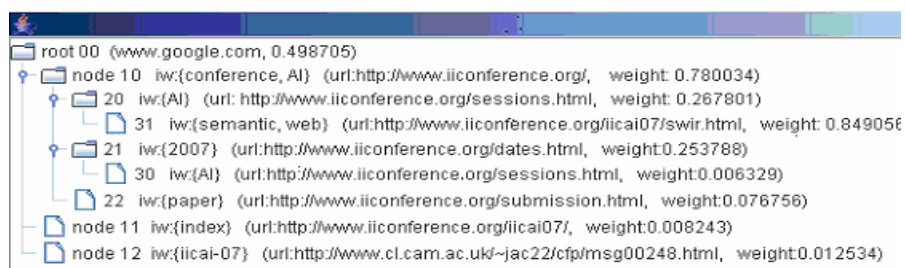 root 00 (www.google.com, 0.498705)
node 10 iw:{conference, AI} (url:http://www.iiconference.org/, weight: 0.780034)
20 iw:{AI} (url: http://www.iiconference.org/sessions.html, weight: 0.267801)
31 iw:{semantic, web} (url:http://www.iiconference.org/iicai07/swir.html, weight: 0.849056
21 iw:{2007} (url:http://www.iiconference.org/dates.html, weight:0.253788)
30 iw:{AI} (url:http://www.iiconference.org/sessions.html, weight:0.006329)
22 iw:{paper} (url:http://www.iiconference.org/submission.html, weight:0.076756)
node 11 iw:{index} (url:http://www.iiconference.org/iicai07/, weight:0.008243)
node 12 iw:{iicai-07} (url:http://www.cl.cam.ac.uk/~jac22/cfp/msg00248.html, weight:0.012534)